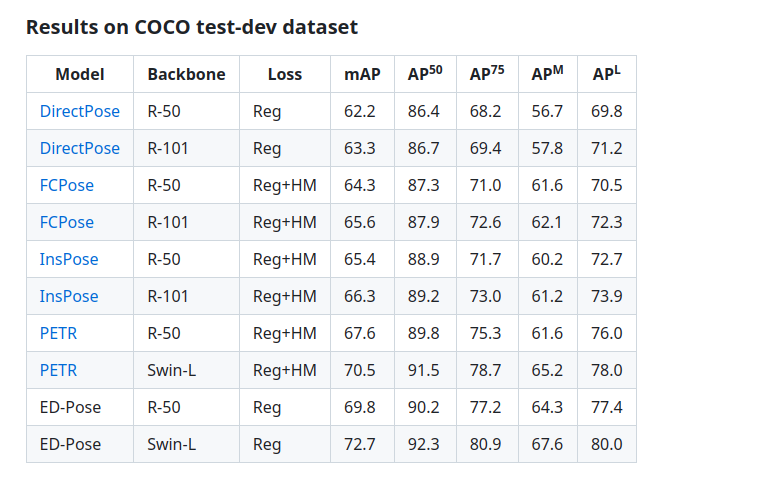 Results on COCO test-dev dataset
Model Backbone Loss mAP AP50 AP75 APM APL
DirectPose R-50 Reg 62.2 86.4 68.2 56.7 69.8
DirectPose R-101 Reg 63.3 86.7 69.4 57.8 71.2
FCPose R-50 Reg+HM 64.3 87.3 71.0 61.6 70.5
FCPose R-101 Reg+HM 65.6 87.9 72.6 62.1 72.3
InsPose R-50 Reg+HM 65.4 88.9 71.7 60.2 72.7
InsPose R-101 Reg+HM 66.3 89.2 73.0 61.2 73.9
PETR R-50 Reg+HM 67.6 89.8 75.3 61.6 76.0
PETR Swin-L Reg+HM 70.5 91.5 78.7 65.2 78.0
ED-Pose R-50 Reg 69.8 90.2 77.2 64.3 77.4
ED-Pose Swin-L Reg 72.7 92.3 80.9 67.6 80.0